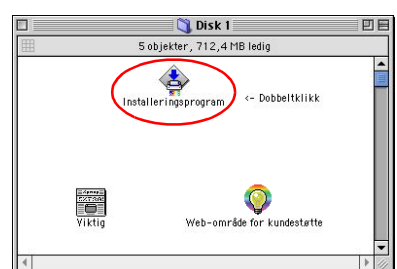 Disk 1
5 objekter, 712,4 MB ledig
Installeringsprogram
<- Dobbeltklikk
Viktig
Web-område for kundestøtte